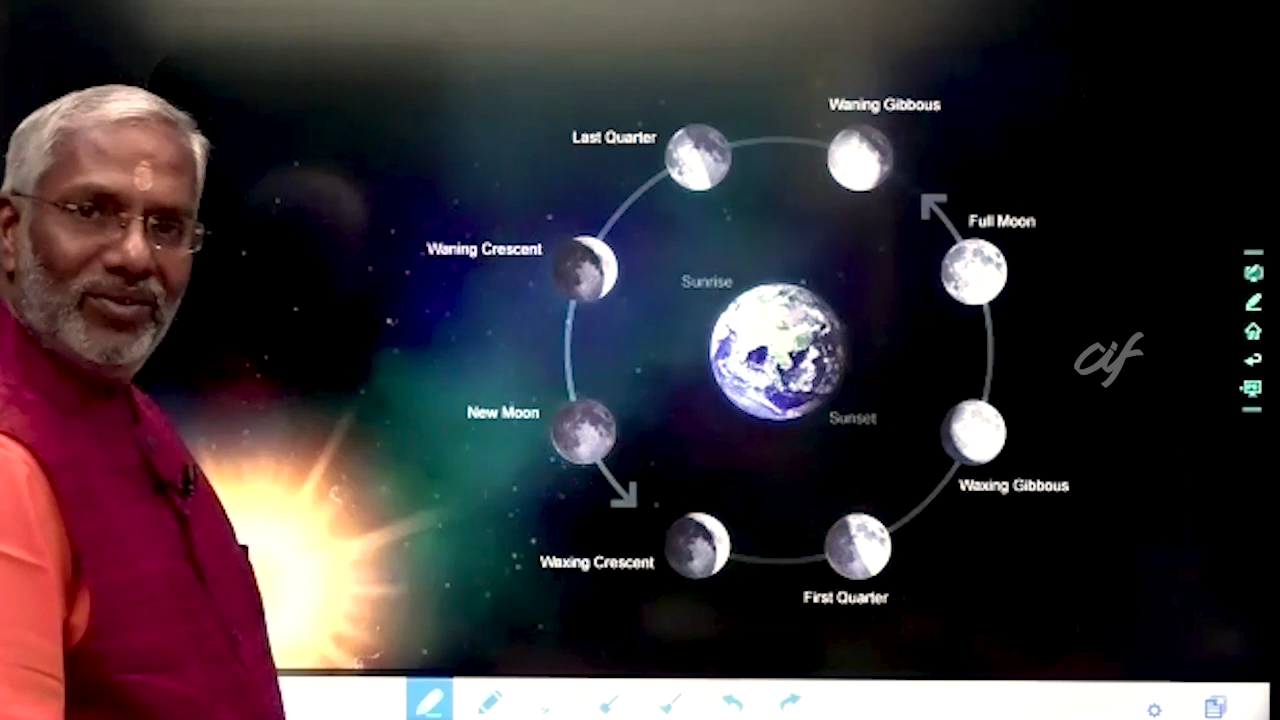 Waning Gibbous
Last Quarter
Full Moon
Waning Crescent
Sunrise
cif
New Moon
Sunset
Waxing Gibbous
Waxing Crescent
First Quarter